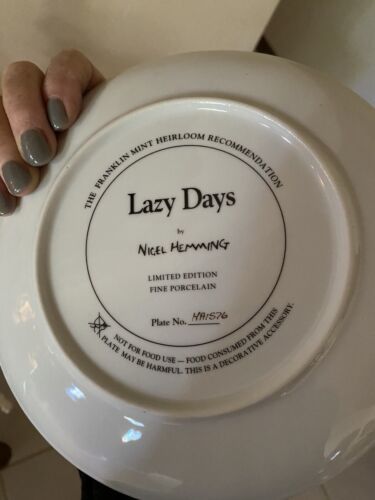 THE FRANKLIN MINT HEIRLOOM RECOMMENDATION
Lazy Days
by
NIGEL HEMMING
LIMITED EDITION
FINE PORCELAIN
Plate No. HA1576
NOT FOR FOOD USE — FOOD CONSUMED FROM THIS
PLATE MAY BE HARMFUL. THIS IS A DECORATIVE ACCESSORY.